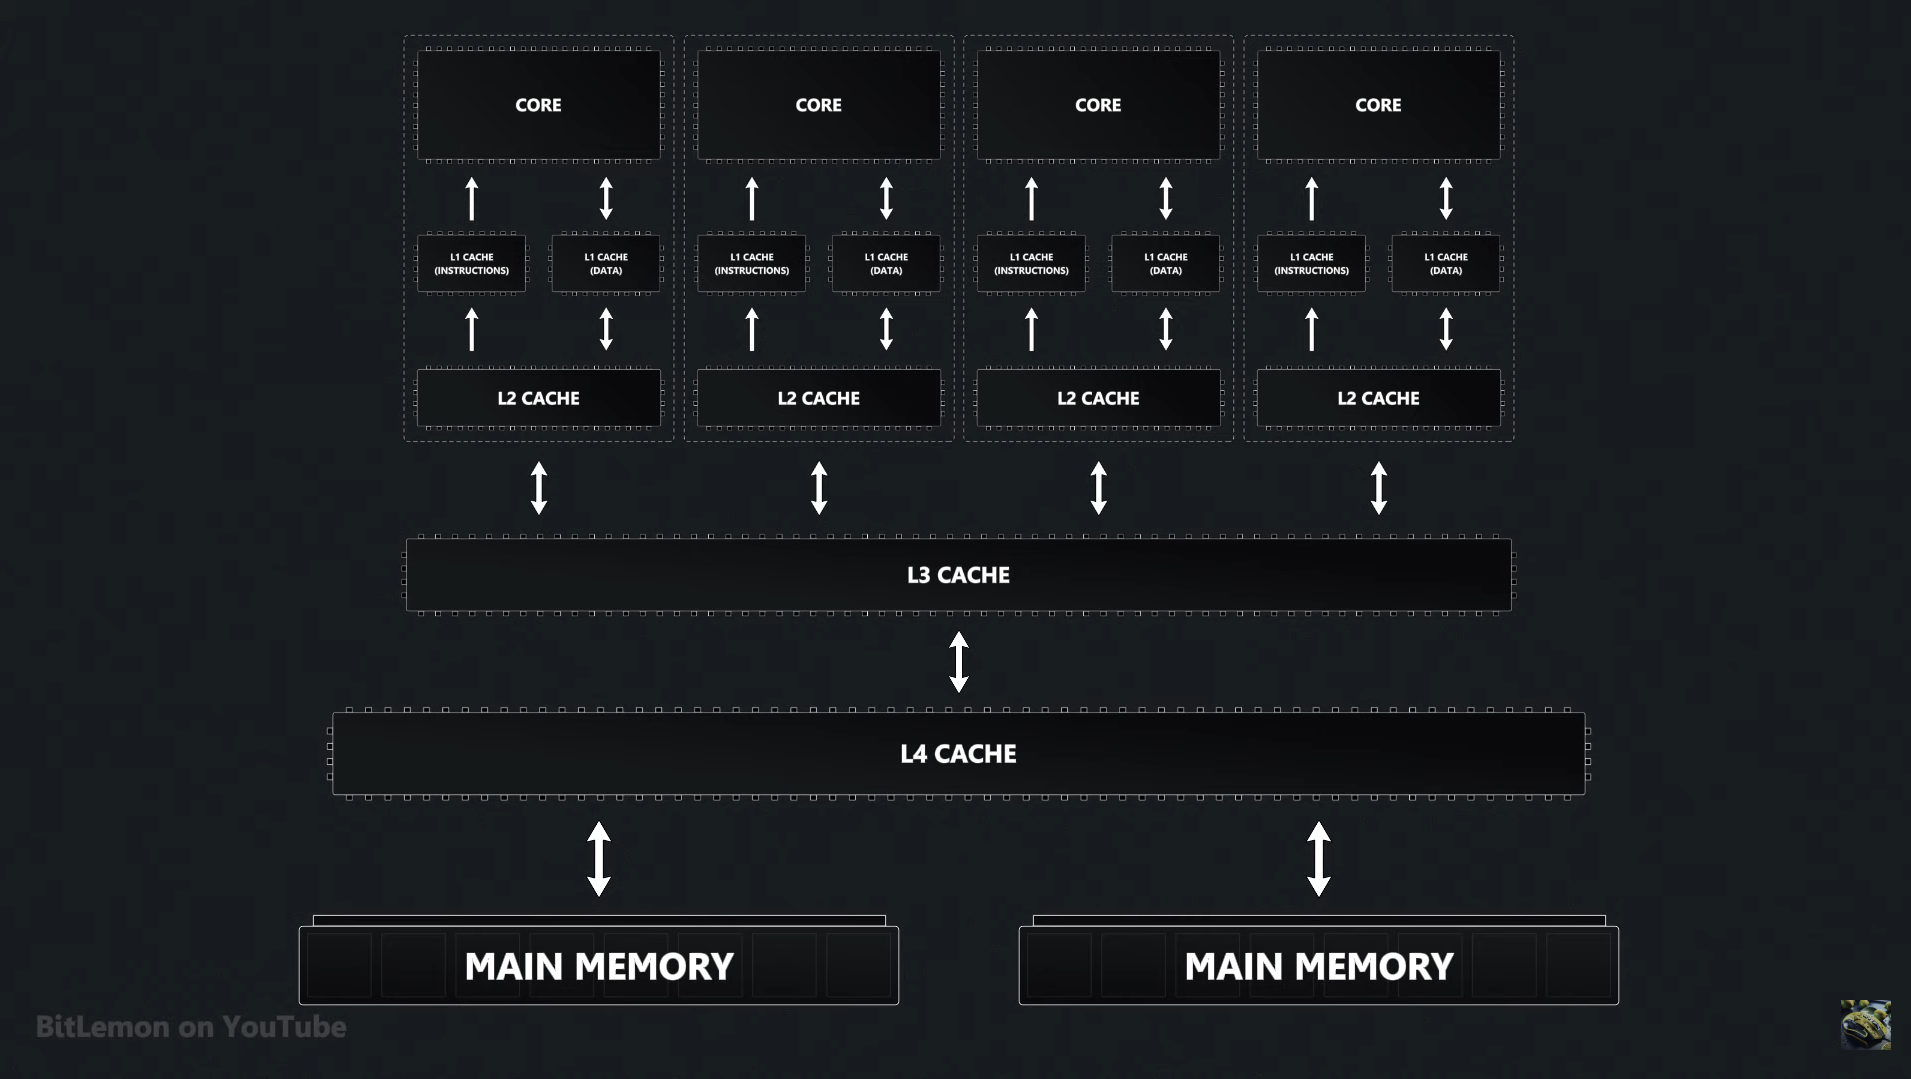 CORE
CORE
CORE
CORE
L1 CACHE
(INSTRUCTIONS)
L1 CACHE
(DATA)
L1 CACHE
(INSTRUCTIONS)
L1 CACHE
(DATA)
L1 CACHE
(INSTRUCTIONS)
L1 CACHE
(DATA)
L1 CACHE
(INSTRUCTIONS)
L1 CACHE
(DATA)
L2 CACHE
L2 CACHE
L2 CACHE
L2 CACHE
L3 CACHE
L4 CACHE
MAIN MEMORY
MAIN MEMORY
BitLemon on YouTube